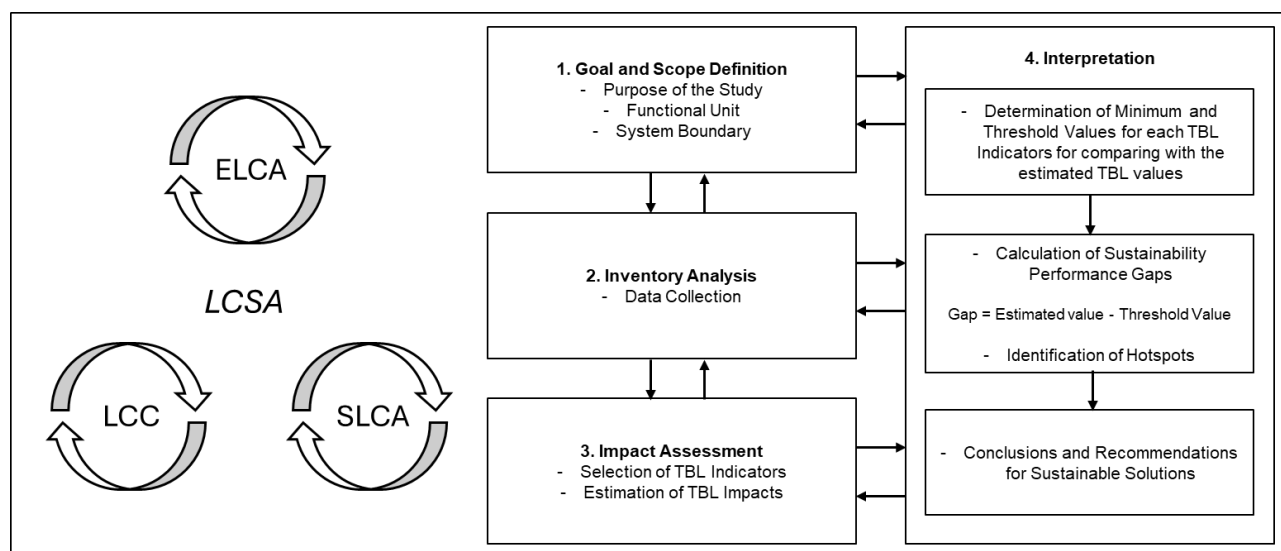 ELCA
LCSA
LCC
SLCA
1. Goal and Scope Definition
- Purpose of the Study
- Functional Unit
- System Boundary
2. Inventory Analysis
- Data Collection
3. Impact Assessment
- Selection of TBL Indicators
- Estimation of TBL Impacts
4. Interpretation
- Determination of Minimum and
Threshold Values for each TBL
Indicators for comparing with the
estimated TBL values
- Calculation of Sustainability
Performance Gaps
Gap = Estimated value - Threshold Value
- Identification of Hotspots
- Conclusions and Recommendations
for Sustainable Solutions